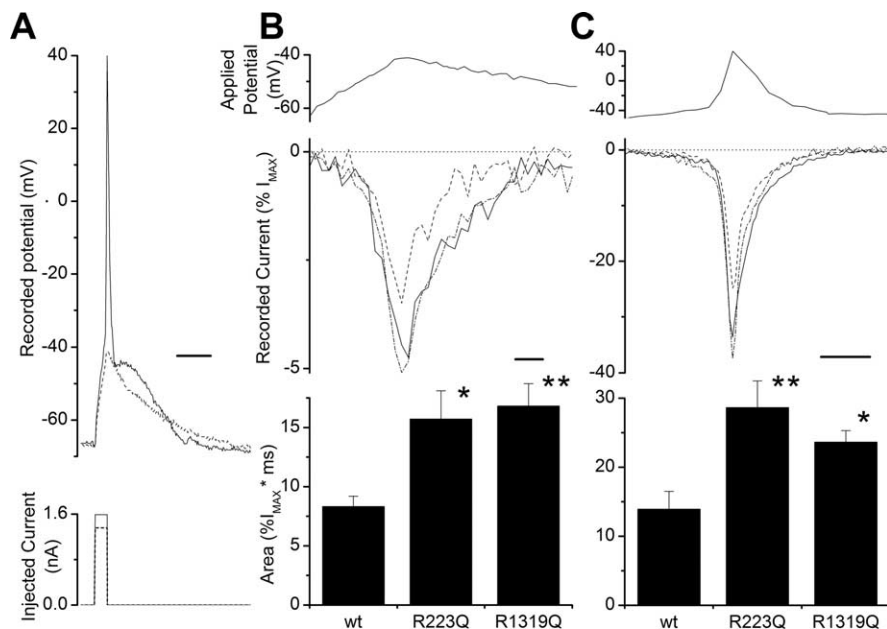 A
B
C
40
20
0
-20
-40
-60
Recorded potential (mV)
1.6
0.0
Injected Current
(nA)
-40
-60
Applied
Potential
(mV)
0
-5
Recorded Current (% IMAX)
15
10
5
0
Area (%IMAX * ms)
*
**
wt
R223Q
R1319Q
40
0
-40
0
-20
-40
30
20
10
0
**
*
wt
R223Q
R1319Q